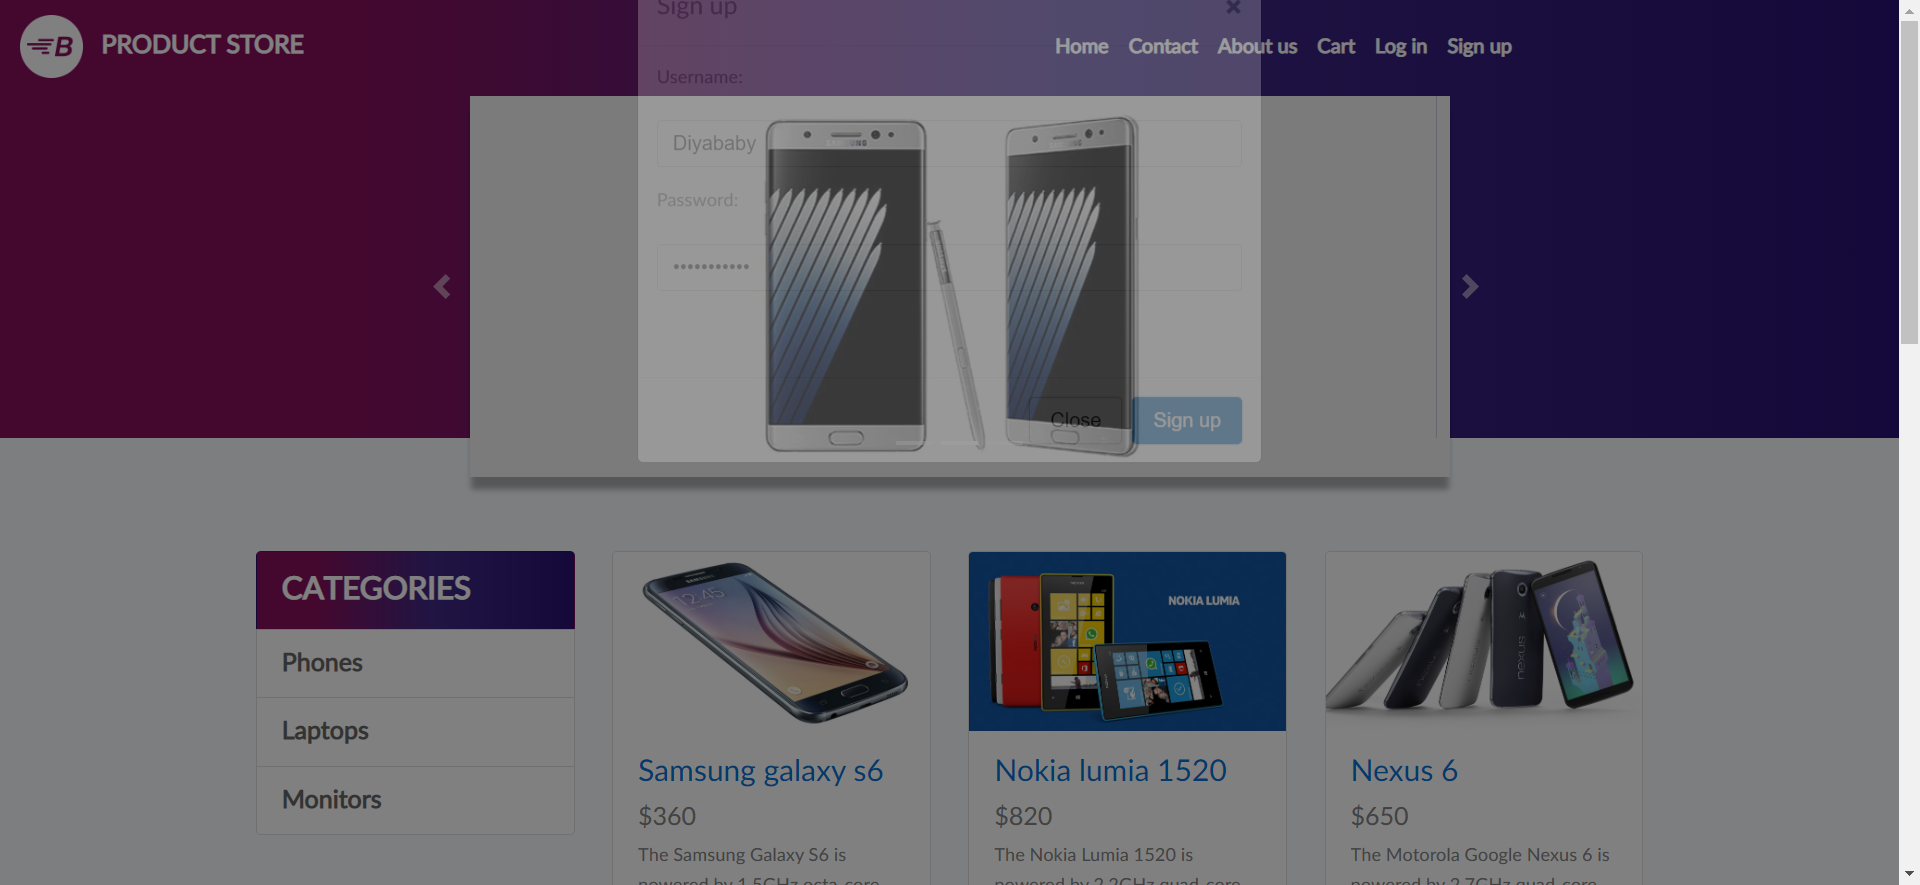 Sign up
PRODUCT STORE
Home Contact About us Cart Log in Sign up
Username:
Diyababy
Password:
•••••••••••
Close Sign up
CATEGORIES
Phones
Laptops
Monitors
NOKIA LUMIA
Samsung galaxy s6
$360
The Samsung Galaxy S6 is
powered by 1.5GHz octa-core
Nokia lumia 1520
$820
The Nokia Lumia 1520 is
powered by 2.2GHz quad-core
Nexus 6
$650
The Motorola Google Nexus 6 is
powered by 2.7GHz quad-core